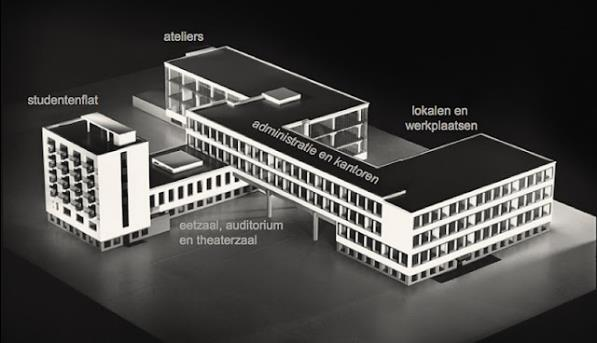 ateliers
studentenflat
lokalen en
werkplaatsen
administratie en kantoren
eetzaal, auditorium
en theaterzaal